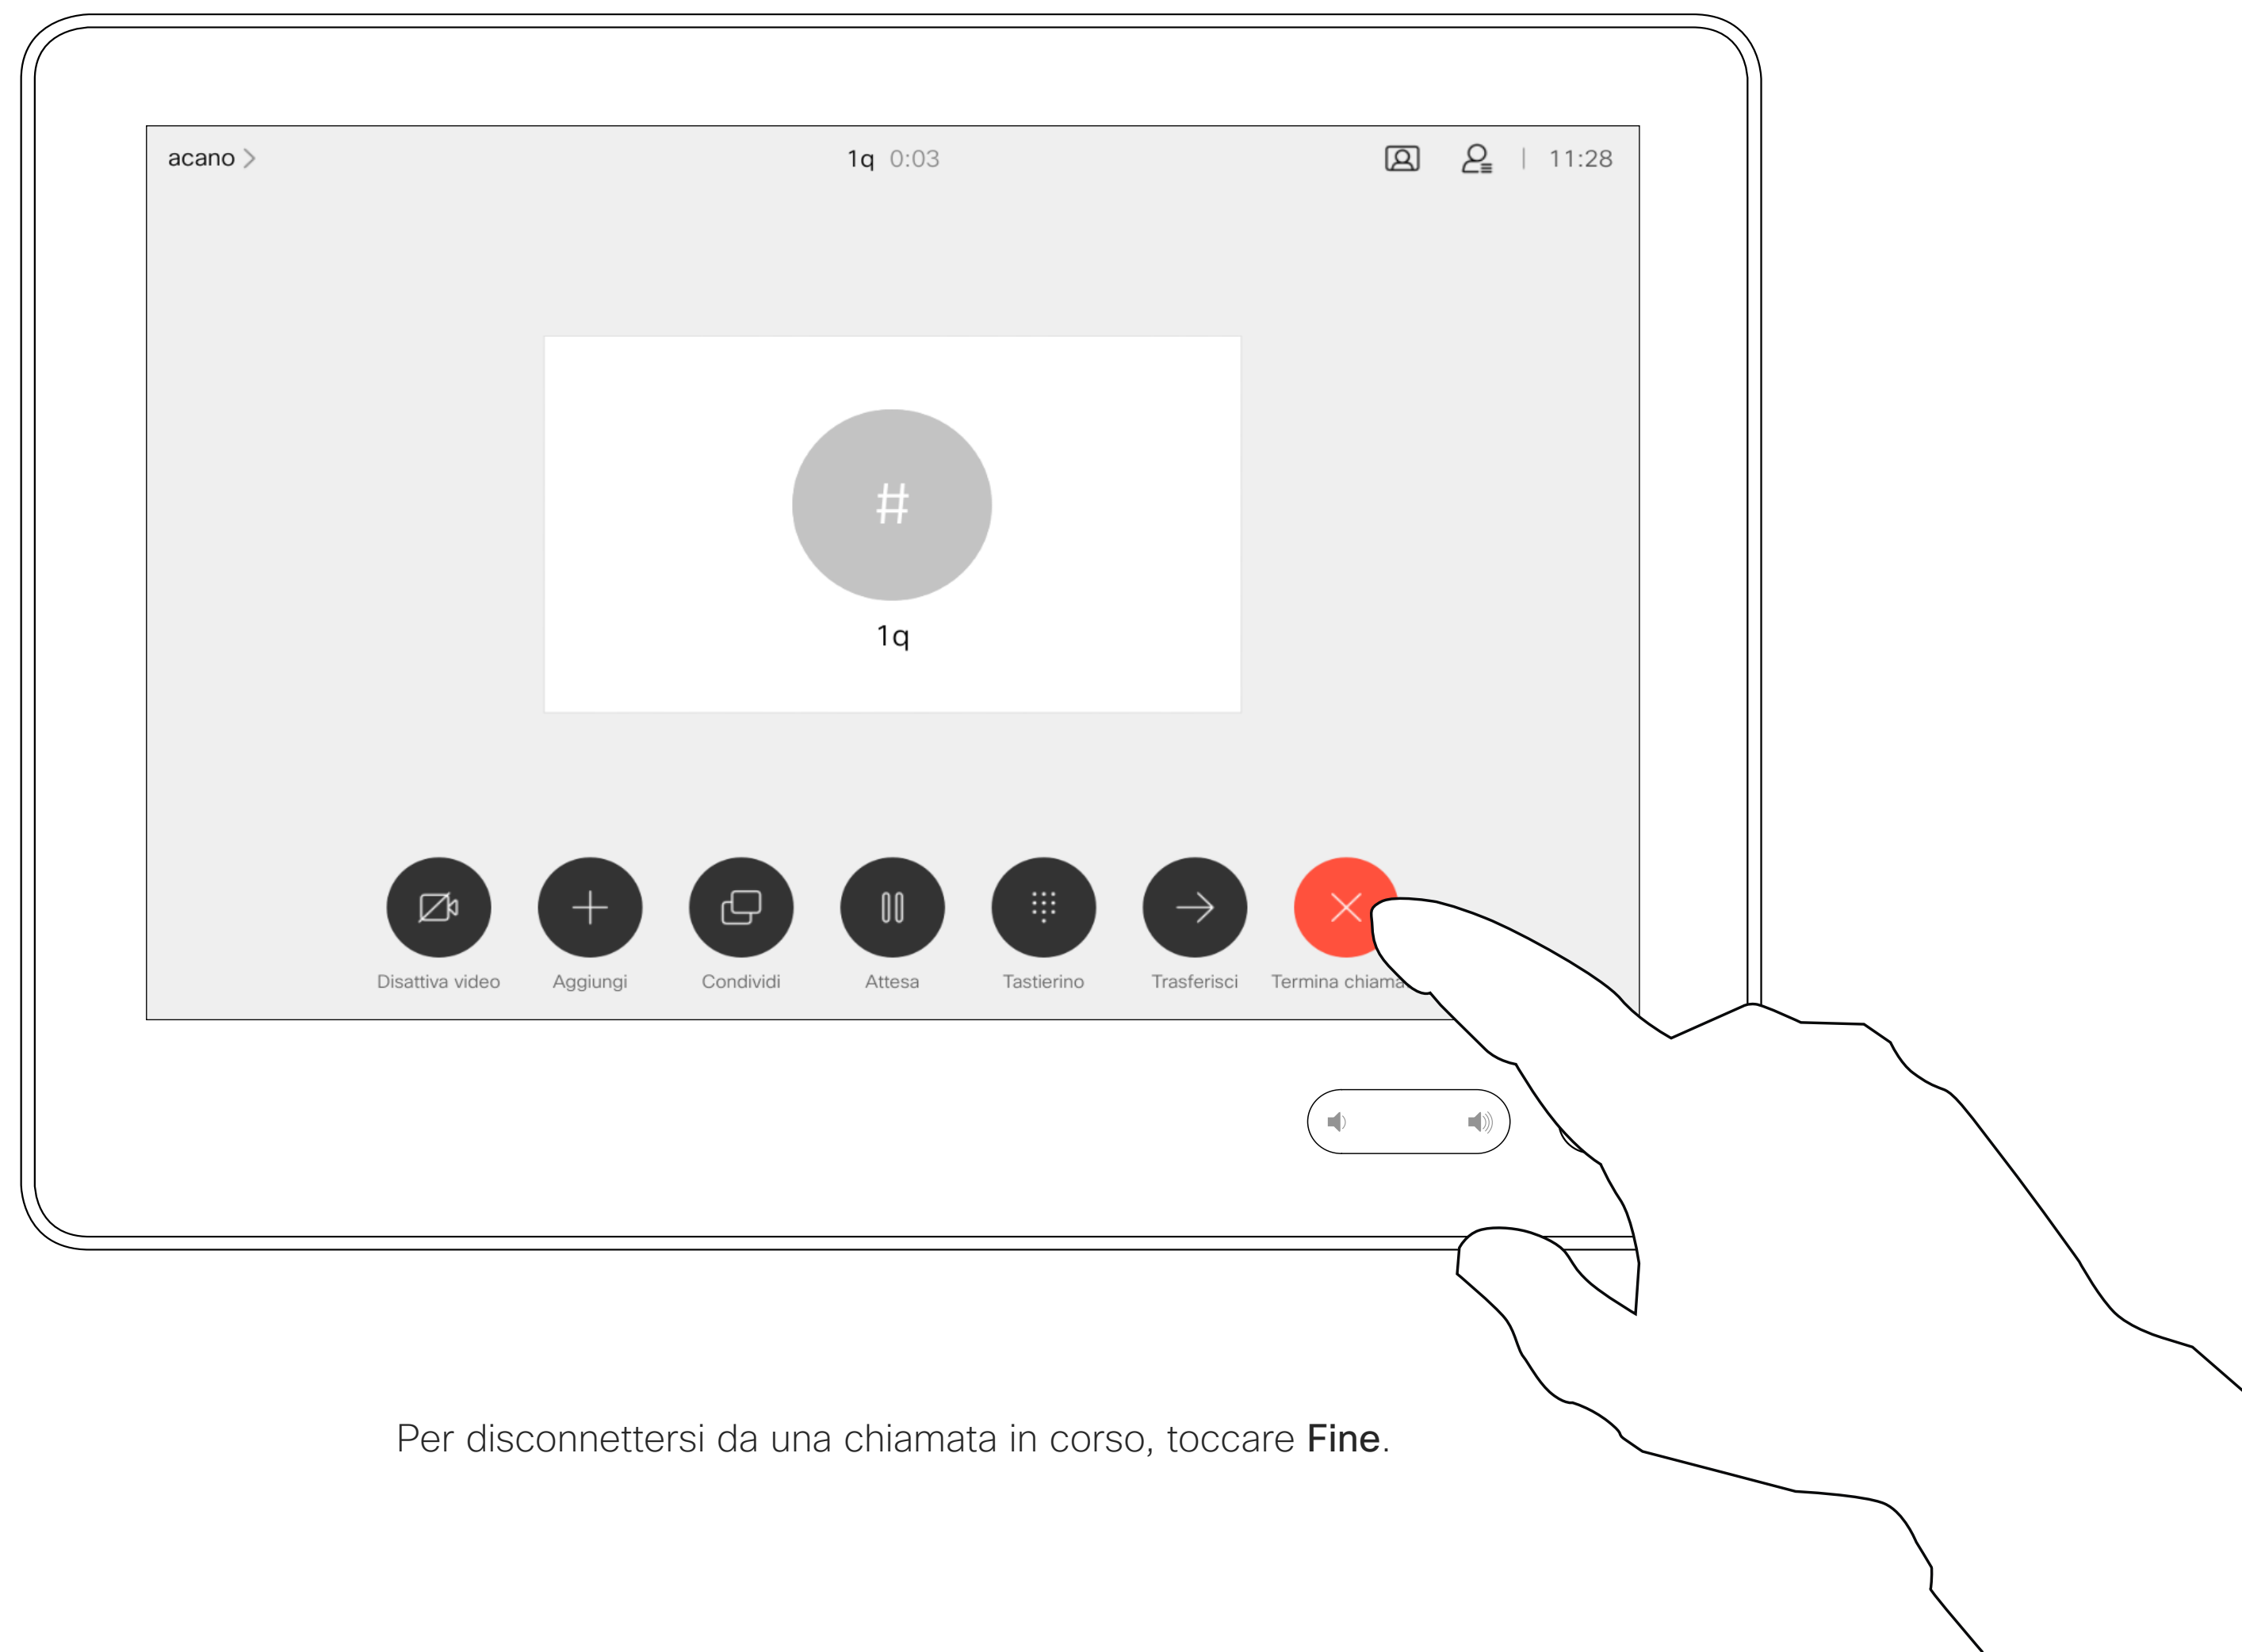 acano
1q 0:03
11:28
#
1q
Disattiva video Aggiungi Condividi Attesa Tastierino Trasferisci Termina
Per disconnettersi da una chiamata in corso, toccare Fine.